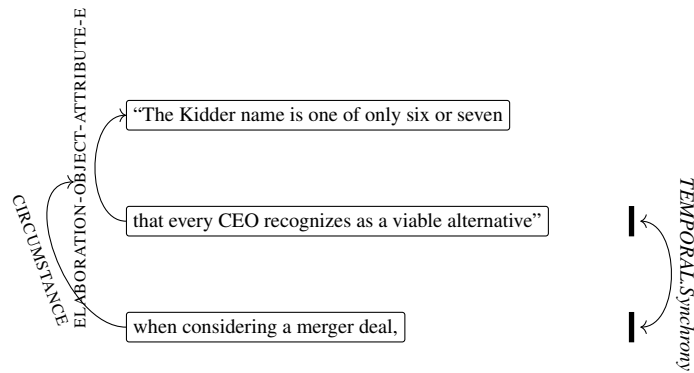 ELABORATION-OBJECT-ATTRIBUTE-E
CIRCUMSTANCE
“The Kidder name is one of only six or seven
that every CEO recognizes as a viable alternative”
when considering a merger deal,
TEMPORAL.Synchrony